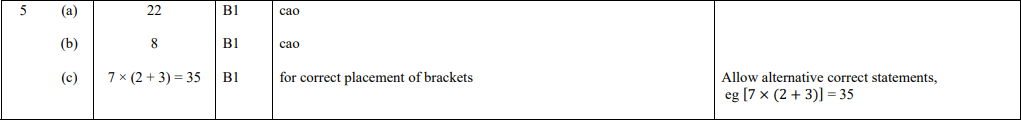 5 (a) 22 B1 cao
(b) 8 B1 cao
(c) 7 × (2 + 3) = 35 B1 for correct placement of brackets Allow alternative correct statements,
eg [7 × (2 + 3)] = 35